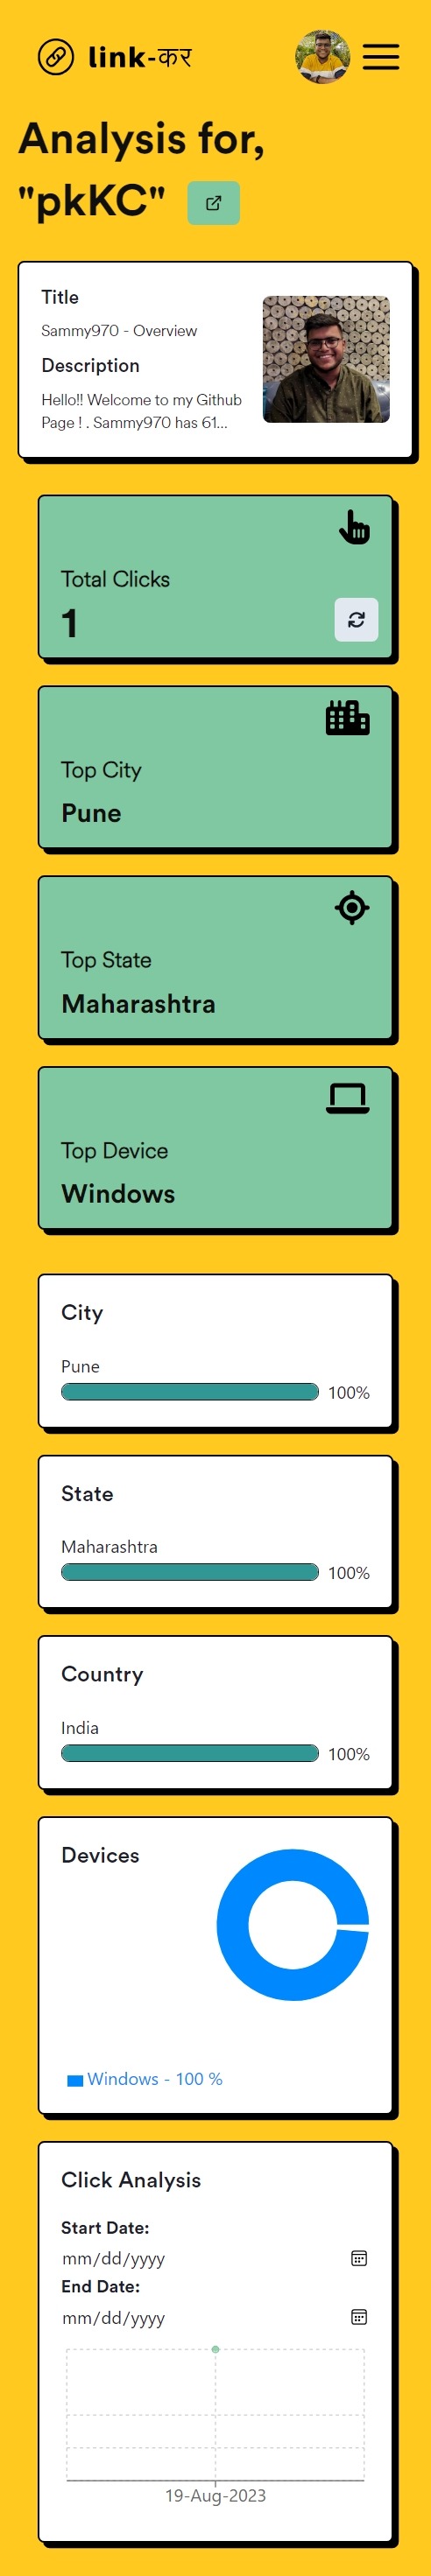 link-कर
Analysis for,
"pkKC"
Title
Sammy970 - Overview
Description
Hello!! Welcome to my Github
Page ! . Sammy970 has 61...
Total Clicks
1
Top City
Pune
Top State
Maharashtra
Top Device
Windows
City
Pune
100%
State
Maharashtra
100%
Country
India
100%
Devices
Windows - 100 %
Click Analysis
Start Date:
mm/dd/yyyy
End Date:
mm/dd/yyyy
19-Aug-2023